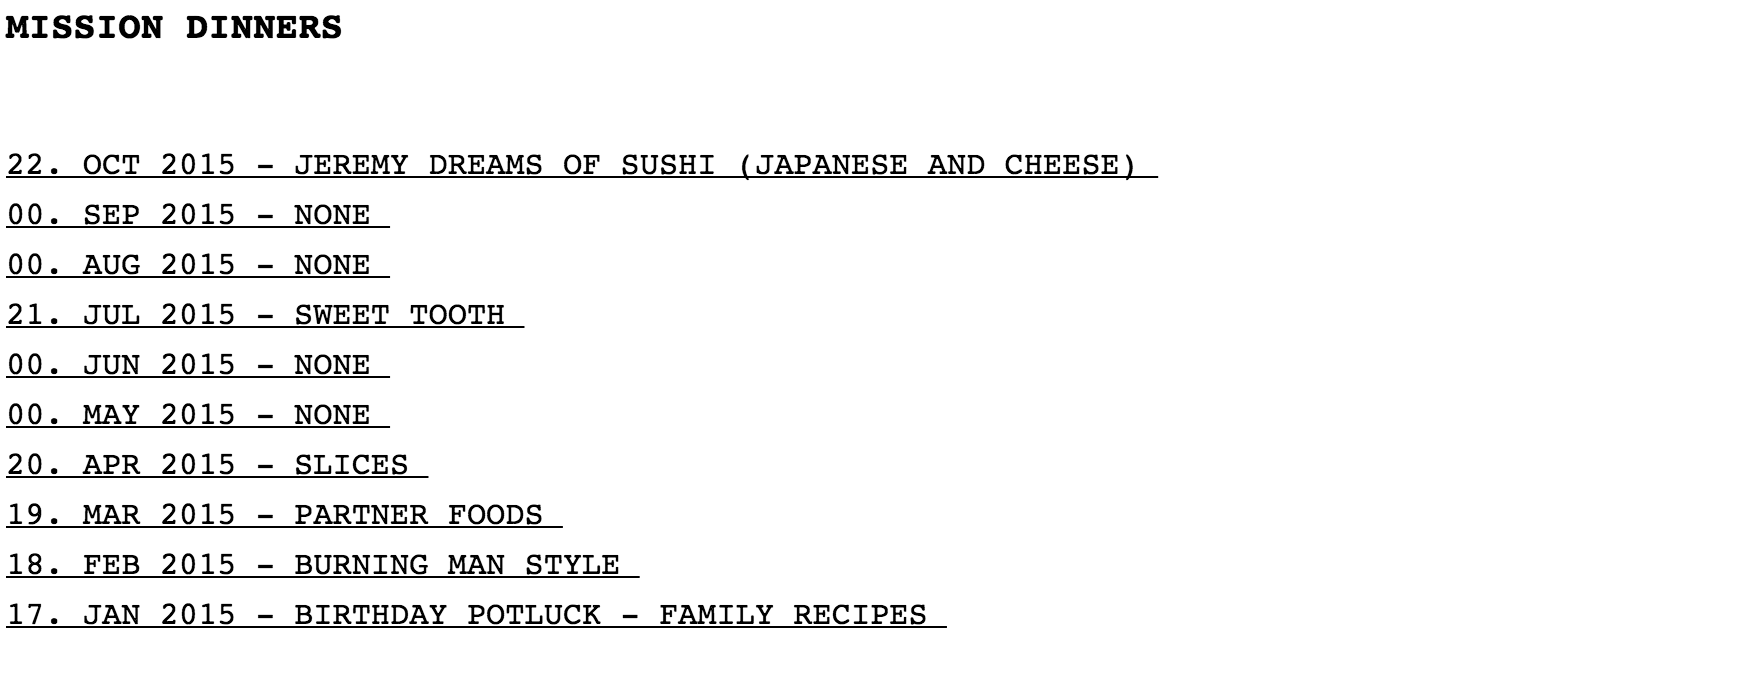 MISSION DINNERS
22. OCT 2015 – JEREMY DREAMS OF SUSHI (JAPANESE AND CHEESE)
00. SEP 2015 – NONE
00. AUG 2015 – NONE
21. JUL 2015 – SWEET TOOTH
00. JUN 2015 – NONE
00. MAY 2015 – NONE
20. APR 2015 – SLICES
19. MAR 2015 – PARTNER FOODS
18. FEB 2015 – BURNING MAN STYLE
17. JAN 2015 – BIRTHDAY POTLUCK – FAMILY RECIPES